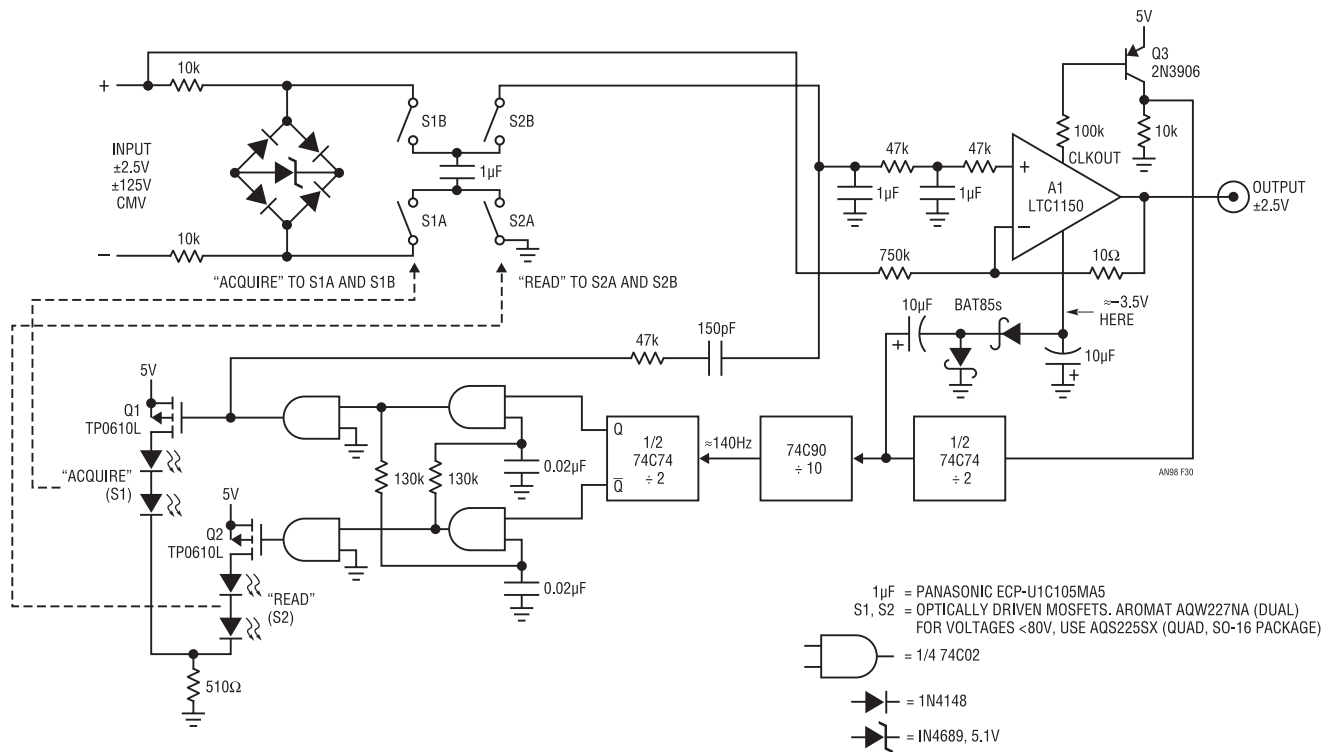 5V
Q3
2N3906
10k
+
S1B
S2B
100k
10k
CLKOUT
47k
47k
INPUT
±2.5V
±125V
CMV
1µF
1µF
1µF
+
A1
LTC1150
–
OUTPUT
±2.5V
S1A
S2A
–
10k
"ACQUIRE" TO S1A AND S1B
"READ" TO S2A AND S2B
750k
10Ω
≈–3.5V
HERE
10µF
BAT85s
+
10µF
+
47k
150pF
5V
Q1
TP0610L
"ACQUIRE"
(S1)
130k
130k
0.02µF
Q
Q
1/2
74C74
÷ 2
≈140Hz
74C90
÷ 10
1/2
74C74
÷ 2
AN98 F30
5V
Q2
TP0610L
0.02µF
"READ"
(S2)
510Ω
1µF = PANASONIC ECP-U1C105MA5
S1, S2 = OPTICALLY DRIVEN MOSFETS. AROMAT AQW227NA (DUAL)
FOR VOLTAGES <80V, USE AQS225SX (QUAD, SO-16 PACKAGE)
= 1/4 74C02
= 1N4148
= IN4689, 5.1V